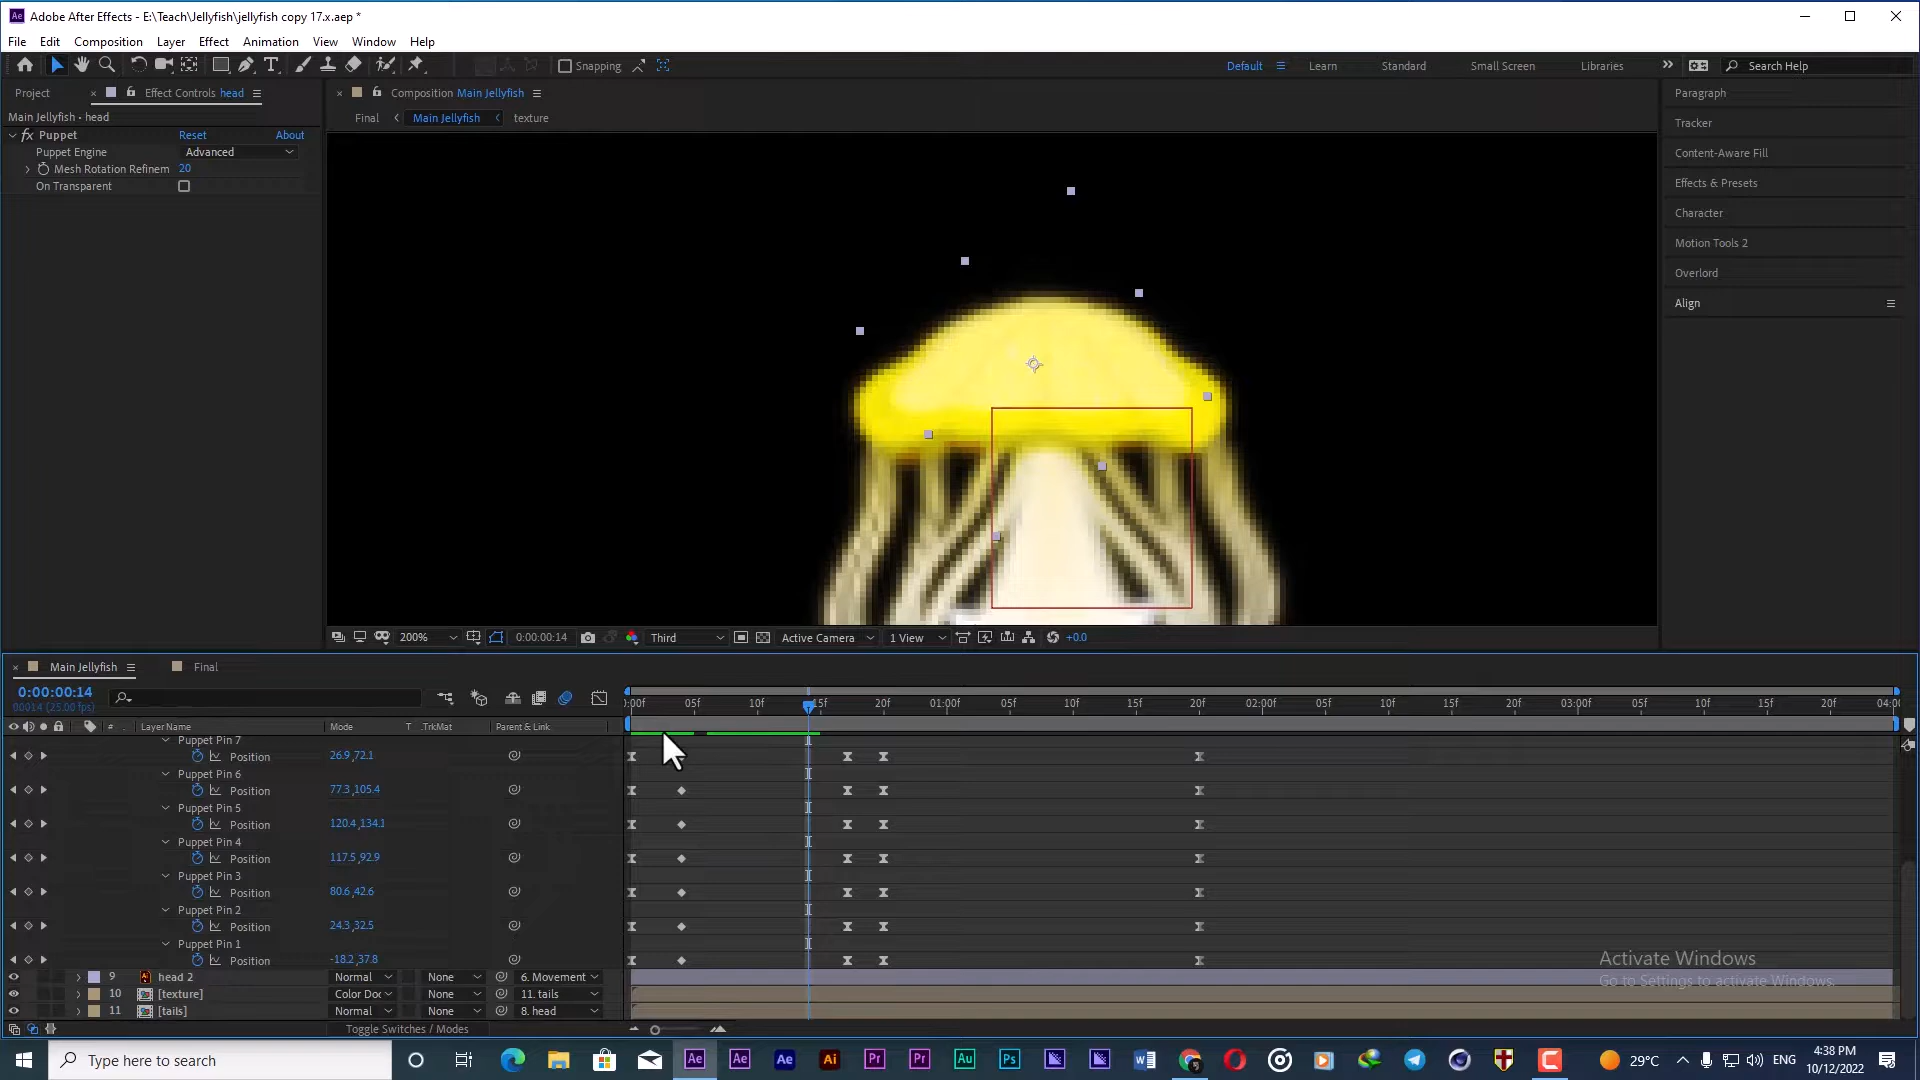 Adobe After Effects - E:\Teach\Jellyfish\jellyfish copy 17.x.aep *
File Edit Composition Layer Effect Animation View Window Help
Snapping Default Learn Standard Small Screen Libraries Search Help
Project Effect Controls head
Composition Main Jellyfish
Main Jellyfish - head
Final Main Jellyfish texture
fx Puppet Reset About
Puppet Engine Advanced
Mesh Rotation Refinem 20
On Transparent
Paragraph
Tracker
Content-Aware Fill
Effects & Presets
Character
Motion Tools 2
Overlord
Align
200% 0:00:00:14 Third Active Camera 1 View +0.0
Main Jellyfish Final
0:00:00:14
00014 (25.00 fps)
05f 10f 15f 20f 01:00f 05f 10f 15f 20f 02:00f 05f 10f 15f 20f 03:00f 05f 10f 15f 20f
# Layer Name Mode T .TrkMat Parent & Link
Puppet Pin 7
Position 26.9,72.1
Puppet Pin 6
Position 77.3,105.4
Puppet Pin 5
Position 120.4,134.1
Puppet Pin 4
Position 117.5,92.9
Puppet Pin 3
Position 80.6,42.6
Puppet Pin 2
Position 24.3,32.5
Puppet Pin 1
Position -18.2,37.8
9 head 2 Normal None 6. Movement
10 [texture] Color Doc None 11. tails
11 [tails] Normal None 8. head
Toggle Switches / Modes
Activate Windows
Go to Settings to activate Windows.
Type here to search
29°C ENG
4:38 PM
10/12/2022